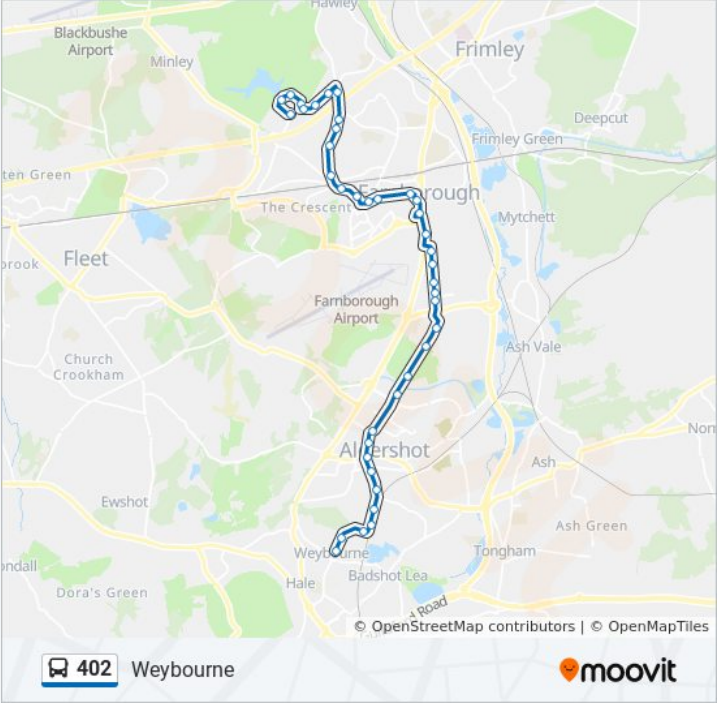 Hawley
Blackbushe
Airport
Frimley
Minley
Deepcut
Frimley Green
ten Green
Farnborough
The Crescent
Mytchett
brook
Fleet
Farnborough
Airport
Ash Vale
Church
Crookham
Aldershot
Ash
Ewshot
Ash Green
Weybourne
Tongham
Badshot Lea
Hale
Dora's Green
Road
© OpenStreetMap contributors | © OpenMapTiles
402 Weybourne
moovit